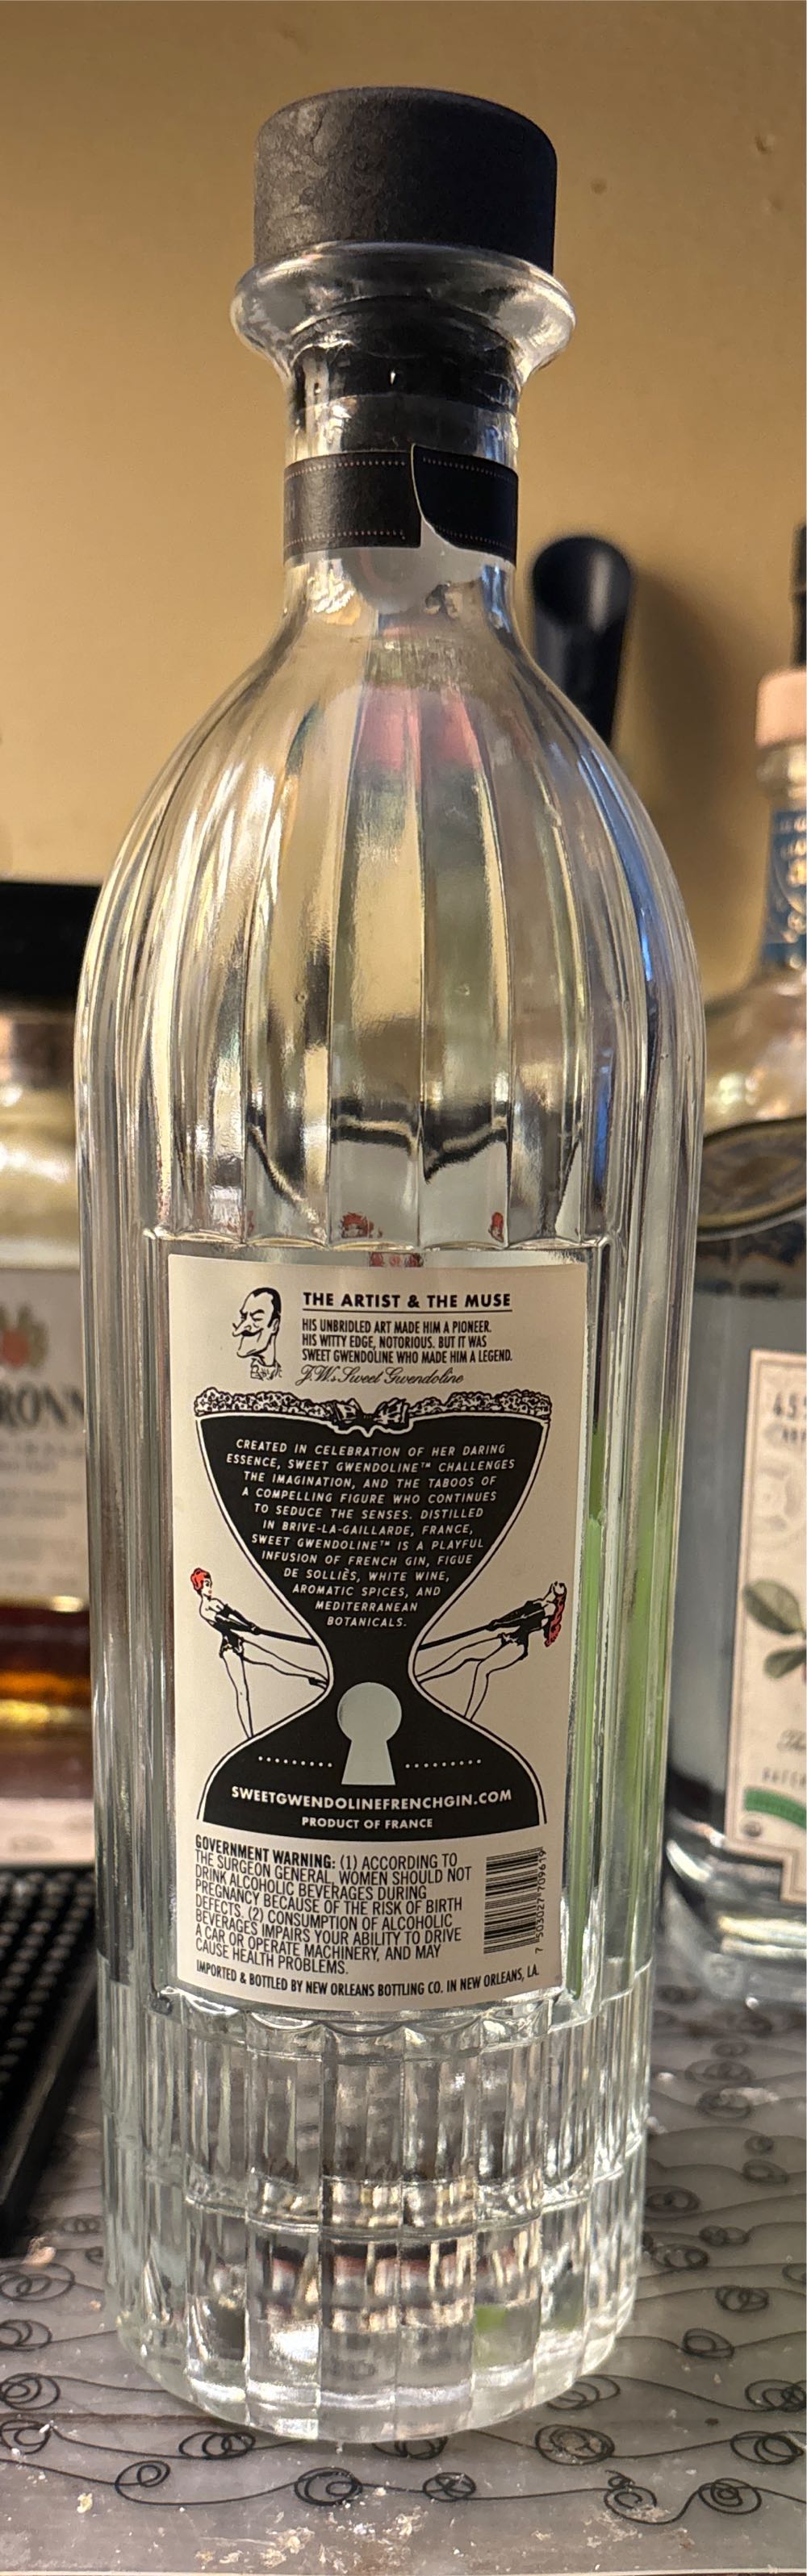 THE ARTIST & THE MUSE
HIS UNBRIDLED ART MADE HIM A PIONEER.
HIS WITTY EDGE, NOTORIOUS. BUT IT WAS
SWEET GWENDOLINE WHO MADE HIM A LEGEND.
J.W.'s Sweet Gwendoline
CREATED IN CELEBRATION OF HER DARING
ESSENCE, SWEET GWENDOLINE™ CHALLENGES
THE IMAGINATION, AND THE TABOOS OF
A COMPELLING FIGURE WHO CONTINUES
TO SEDUCE THE SENSES. DISTILLED
IN BRIVE-LA-GAILLARDE, FRANCE,
SWEET GWENDOLINE™ IS A PLAYFUL
INFUSION OF FRENCH GIN, FIGUE
DE SOLLIÈS, WHITE WINE,
AROMATIC SPICES, AND
MEDITERRANEAN
BOTANICALS.
SWEETGWENDOLINEFRENCHGIN.COM
PRODUCT OF FRANCE
GOVERNMENT WARNING: (1) ACCORDING TO
THE SURGEON GENERAL, WOMEN SHOULD NOT
DRINK ALCOHOLIC BEVERAGES DURING
PREGNANCY BECAUSE OF THE RISK OF BIRTH
DEFECTS. (2) CONSUMPTION OF ALCOHOLIC
BEVERAGES IMPAIRS YOUR ABILITY TO DRIVE
A CAR OR OPERATE MACHINERY, AND MAY
CAUSE HEALTH PROBLEMS.
7 503027 709619
IMPORTED & BOTTLED BY NEW ORLEANS BOTTLING CO. IN NEW ORLEANS, LA.